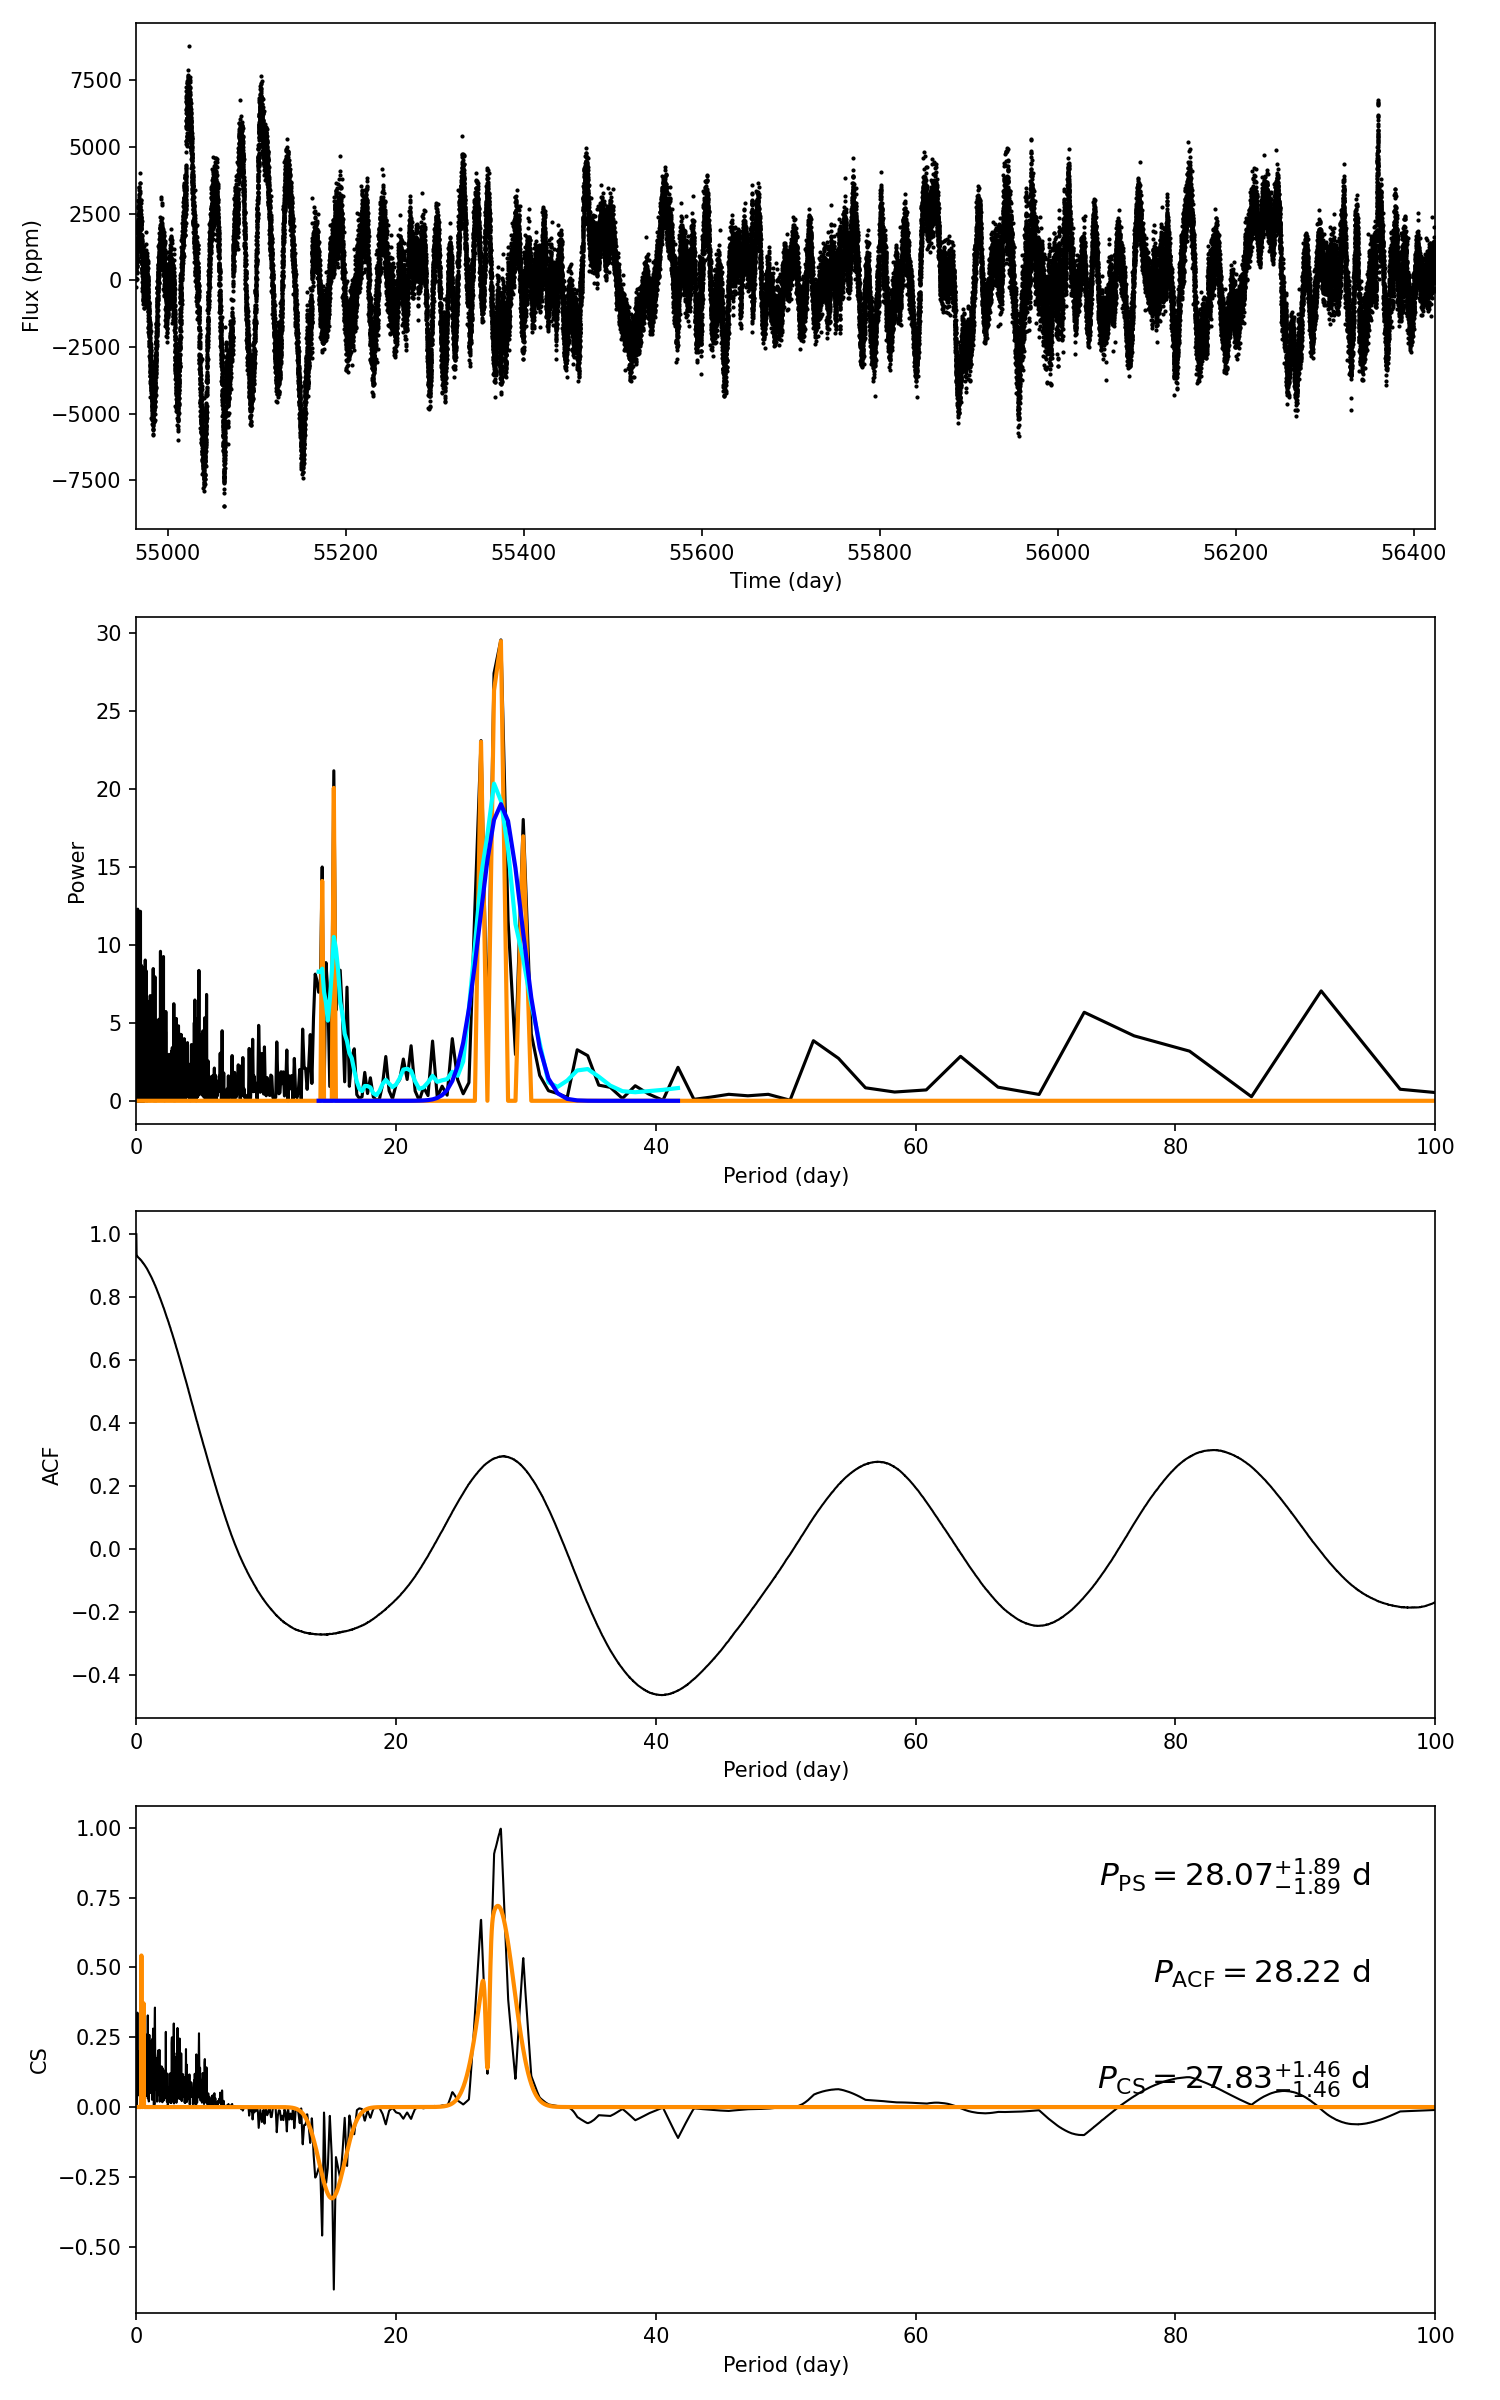 7500
5000
2500
0
−2500
−5000
−7500
Flux (ppm)
55000 55200 55400 55600 55800 56000 56200 56400
Time (day)
30
25
20
15
10
5
0
Power
0 20 40 60 80 100
Period (day)
1.0
0.8
0.6
0.4
0.2
0.0
−0.2
−0.4
ACF
0 20 40 60 80 100
Period (day)
1.00
0.75
0.50
0.25
0.00
−0.25
−0.50
CS
P_PS = 28.07^{+1.89}_{−1.89} d
P_ACF = 28.22 d
P_CS = 27.83^{+1.46}_{−1.46} d
0 20 40 60 80 100
Period (day)